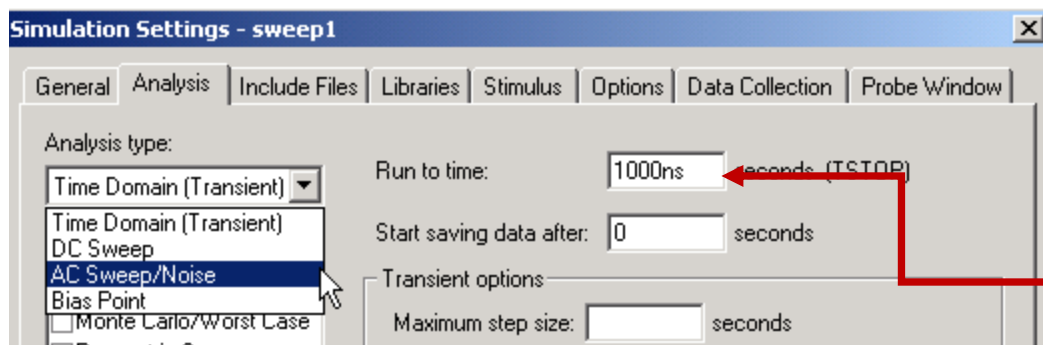 Simulation Settings - sweep1
General Analysis Include Files Libraries Stimulus Options Data Collection Probe Window
Analysis type:
Time Domain (Transient)
Time Domain (Transient)
DC Sweep
AC Sweep/Noise
Bias Point
Monte Carlo/Worst Case
Run to time: 1000ns seconds (TSTOP)
Start saving data after: 0 seconds
Transient options
Maximum step size: seconds